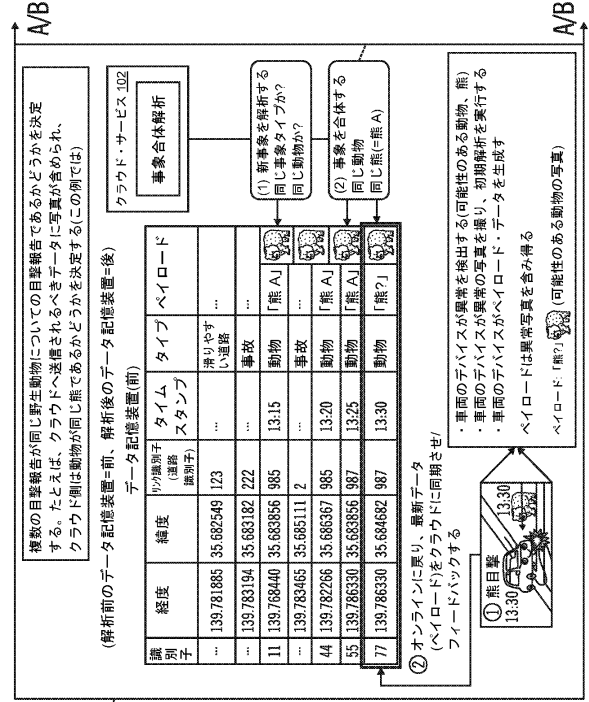 A/B
A/B
複数の目撃報告が同じ野生動物についての目撃報告であるかどうかを決定
する。たとえば、クラウドへ送信されるべきデータに写真が含められ、
クラウド側は動物が同じ熊であるかどうかを決定する(この例では)
(解析前のデータ記憶装置=前、解析後のデータ記憶装置=後)
データ記憶装置(前)
識別子 経度 緯度 リンク識別子(道路識別子) タイムスタンプ タイプ ペイロード
... 139.781885 35.682549 123 ... 滑りやすい道路 ...
... 139.783194 35.683182 222 ... 事故 ...
11 139.768440 35.683856 985 13:15 動物 「熊 A」
... 139.783465 35.685111 2 ... 事故 ...
44 139.782266 35.686367 985 13:20 動物 「熊 A」
55 139.786330 35.683856 987 13:25 動物 「熊 A」
77 139.786330 35.684682 987 13:30 動物 「熊?」
クラウド・サービス 102
事象合体解析
(1) 新事象を解析する
同じ事象タイプか?
同じ動物か?
(2) 事象を合体する
同じ動物
同じ熊(=熊 A)
② オンラインに戻り、最新データ
(ペイロード)をクラウドに同期させ/
フィードバックする
① 熊目撃
13:30
13:30
・車両のデバイスが異常を検出する(可能性のある動物、熊)
・車両のデバイスが異常の写真を撮り、初期解析を実行する
・車両のデバイスがペイロード・データを生成す
ペイロードは異常写真を含み得る
ペイロード: 「熊?」 (可能性のある動物の写真)